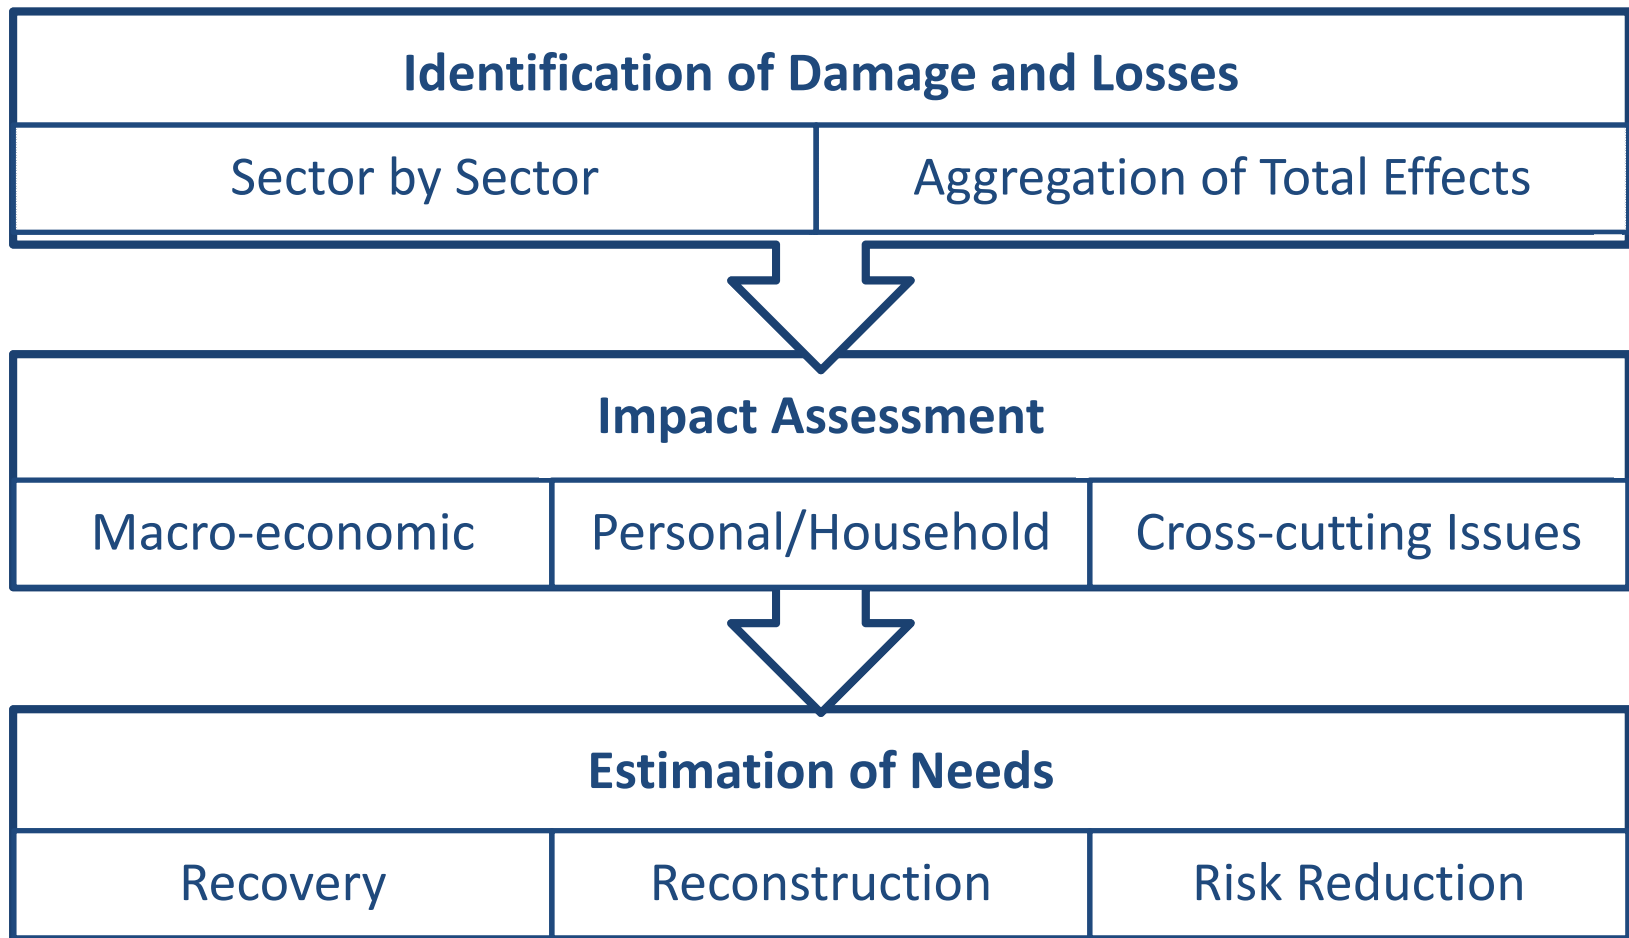 Identification of Damage and Losses
Sector by Sector
Aggregation of Total Effects
Impact Assessment
Macro-economic
Personal/Household
Cross-cutting Issues
Estimation of Needs
Recovery
Reconstruction
Risk Reduction